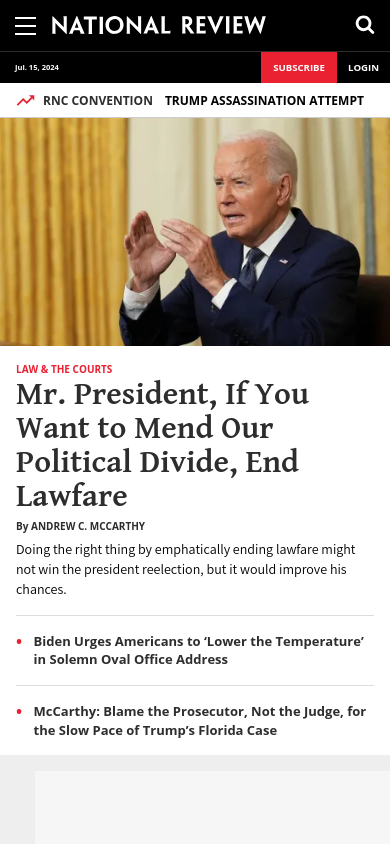 NATIONAL REVIEW
Jul. 15, 2024
SUBSCRIBE
LOGIN
RNC CONVENTION
TRUMP ASSASSINATION ATTEMPT
LAW & THE COURTS
Mr. President, If You
Want to Mend Our
Political Divide, End
Lawfare
By ANDREW C. MCCARTHY
Doing the right thing by emphatically ending lawfare might
not win the president reelection, but it would improve his
chances.
• Biden Urges Americans to ‘Lower the Temperature’
in Solemn Oval Office Address
• McCarthy: Blame the Prosecutor, Not the Judge, for
the Slow Pace of Trump’s Florida Case